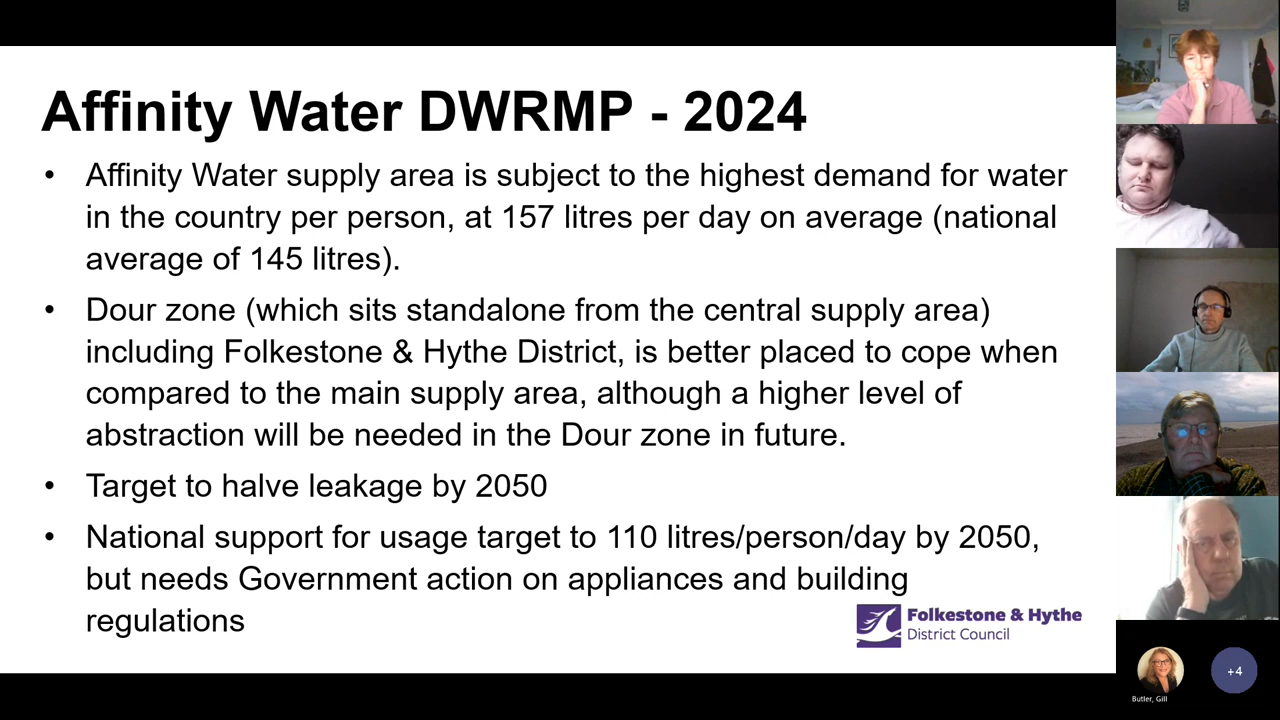 Affinity Water DWRMP - 2024
• Affinity Water supply area is subject to the highest demand for water
in the country per person, at 157 litres per day on average (national
average of 145 litres).
• Dour zone (which sits standalone from the central supply area)
including Folkestone & Hythe District, is better placed to cope when
compared to the main supply area, although a higher level of
abstraction will be needed in the Dour zone in future.
• Target to halve leakage by 2050
• National support for usage target to 110 litres/person/day by 2050,
but needs Government action on appliances and building
regulations
Folkestone & Hythe
District Council
+4
Butler, Gill